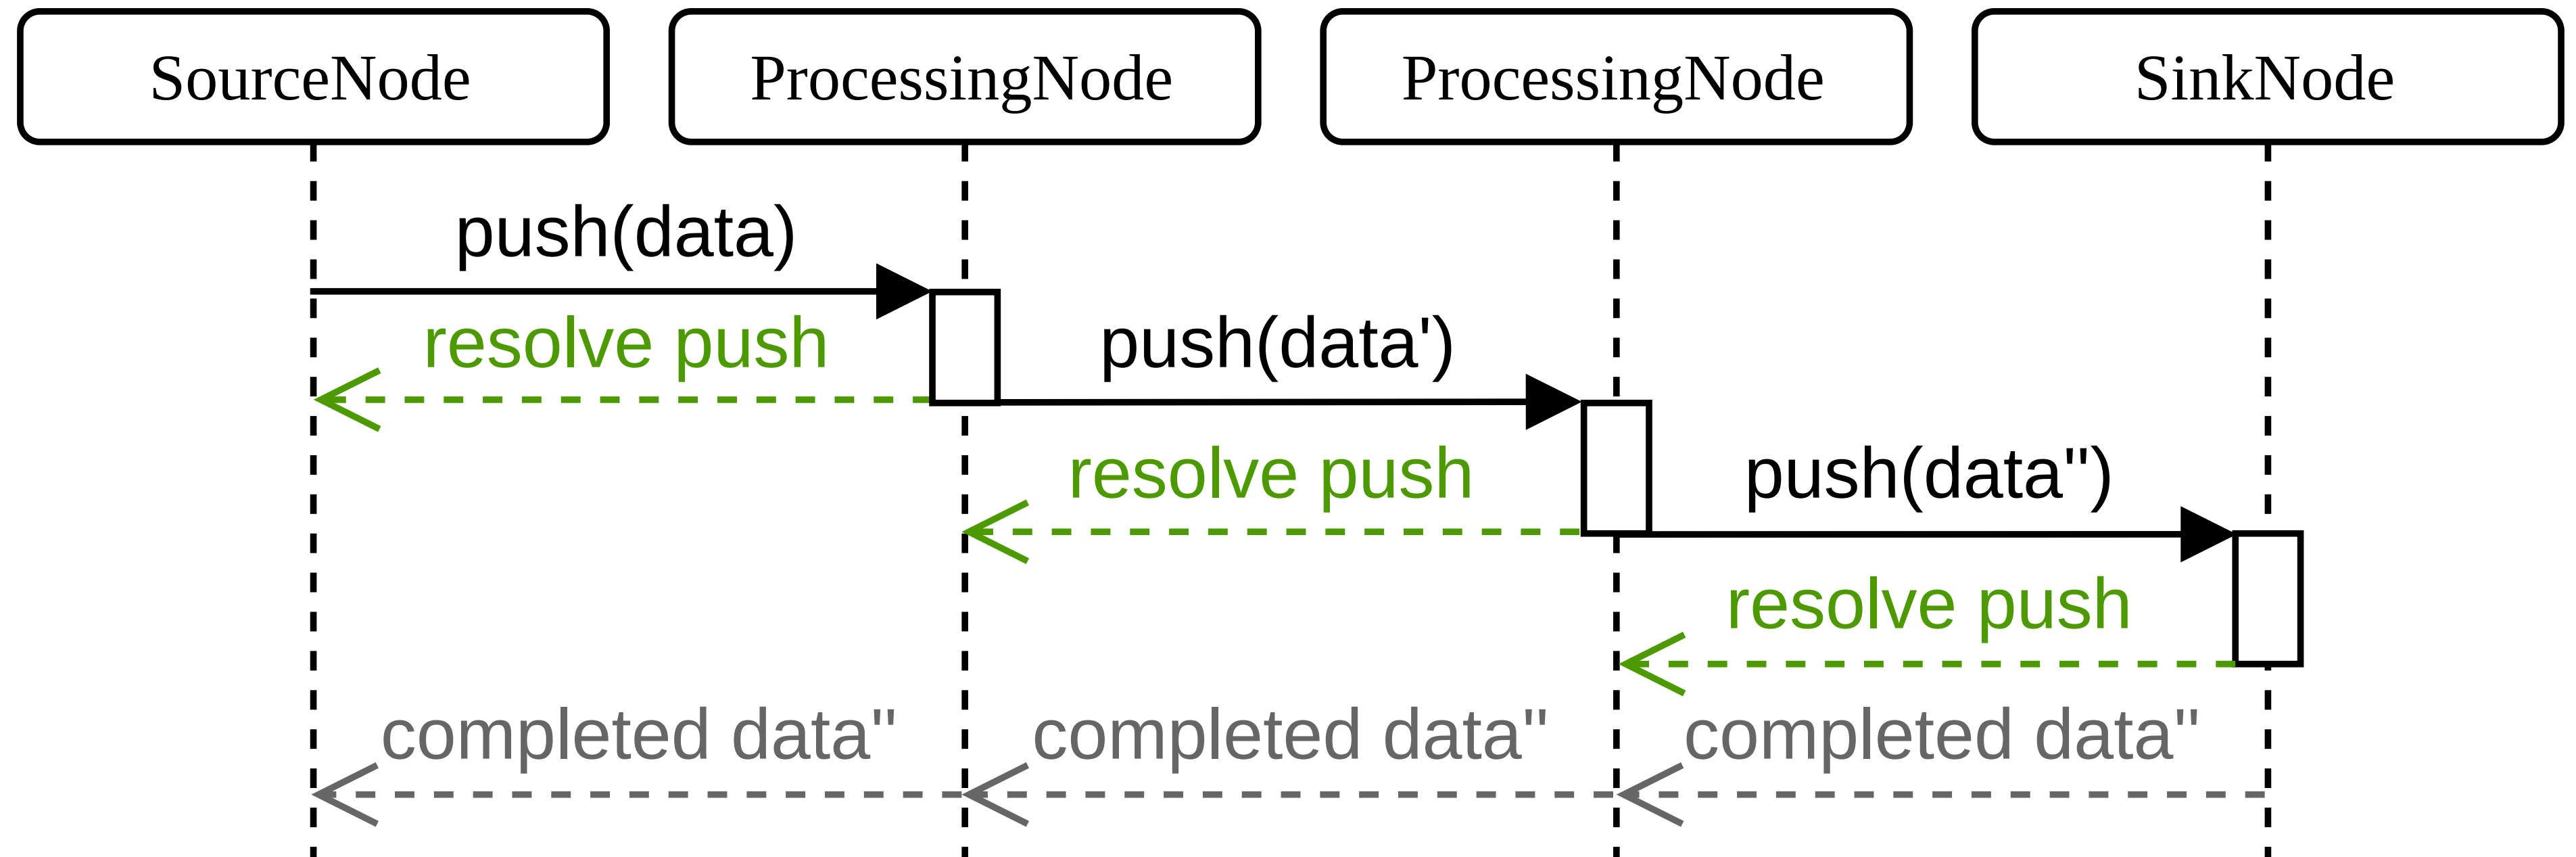 SourceNode
ProcessingNode
ProcessingNode
SinkNode
push(data)
resolve push
push(data')
resolve push
push(data'')
resolve push
completed data''
completed data''
completed data''